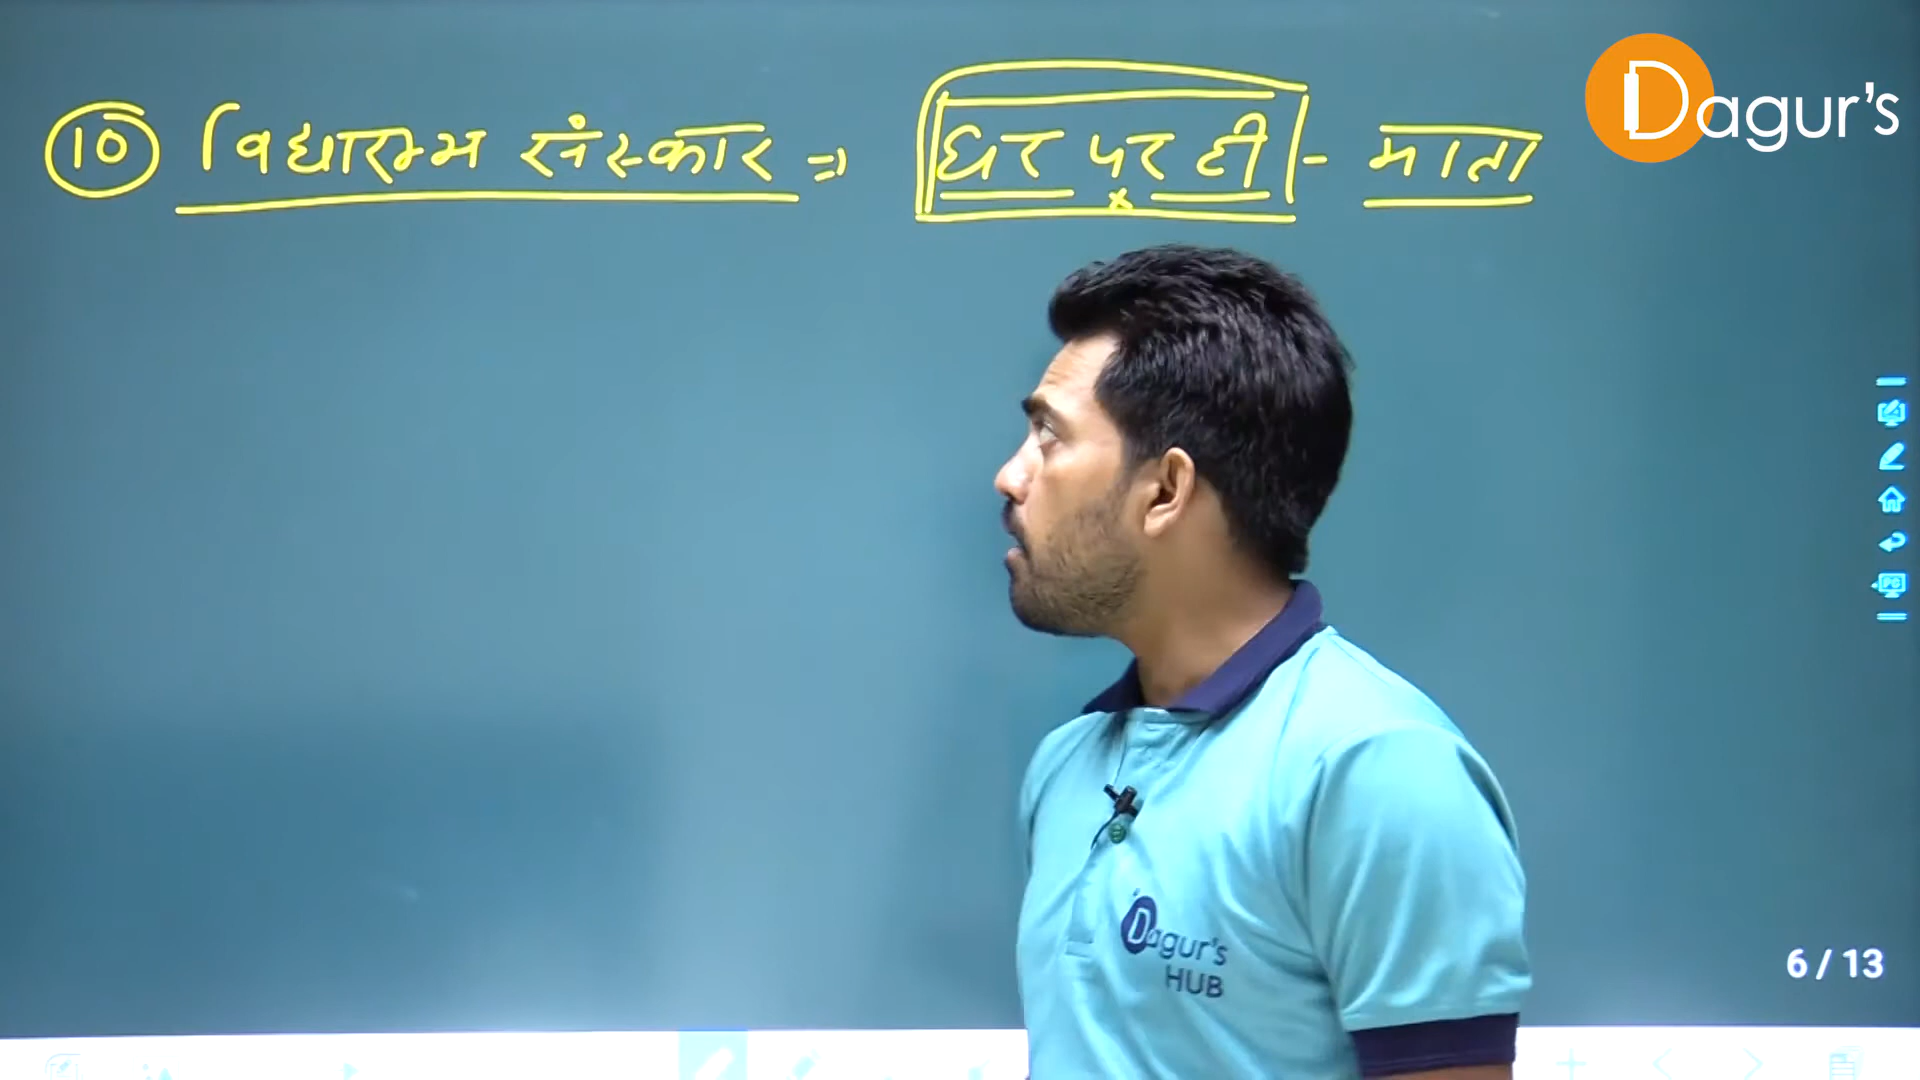 ⑩ विद्यारम्भ संस्कार ⇒ घर पर ही - माता
Dagur's
Dagur's
HUB
6 / 13